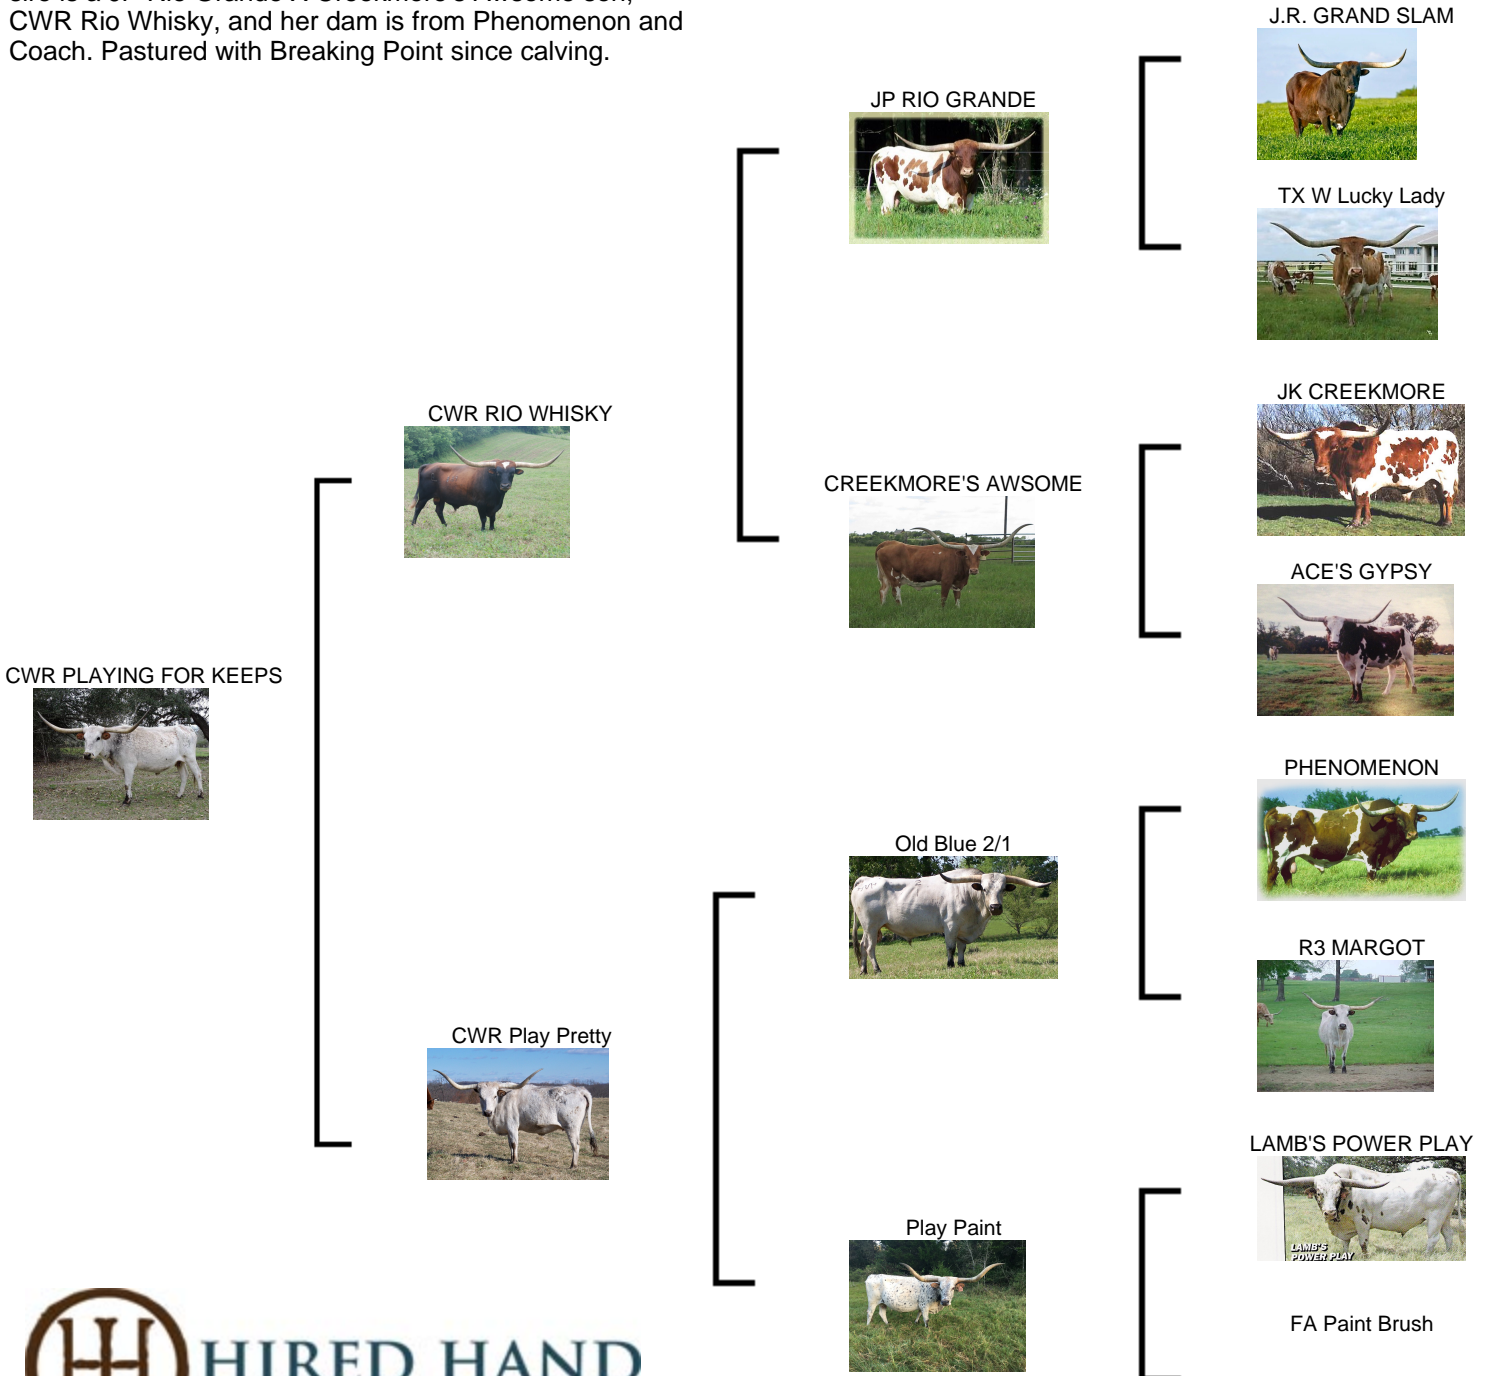 CWR Rio Whisky, and her dam is from Phenomenon and
Coach. Pastured with Breaking Point since calving.
J.R. GRAND SLAM
JP RIO GRANDE
TX W Lucky Lady
JK CREEKMORE
CWR RIO WHISKY
CREEKMORE'S AWSOME
ACE'S GYPSY
CWR PLAYING FOR KEEPS
PHENOMENON
Old Blue 2/1
R3 MARGOT
CWR Play Pretty
LAMB'S POWER PLAY
LAMB'S
POWER PLAY
Play Paint
FA Paint Brush
HIRED HAND